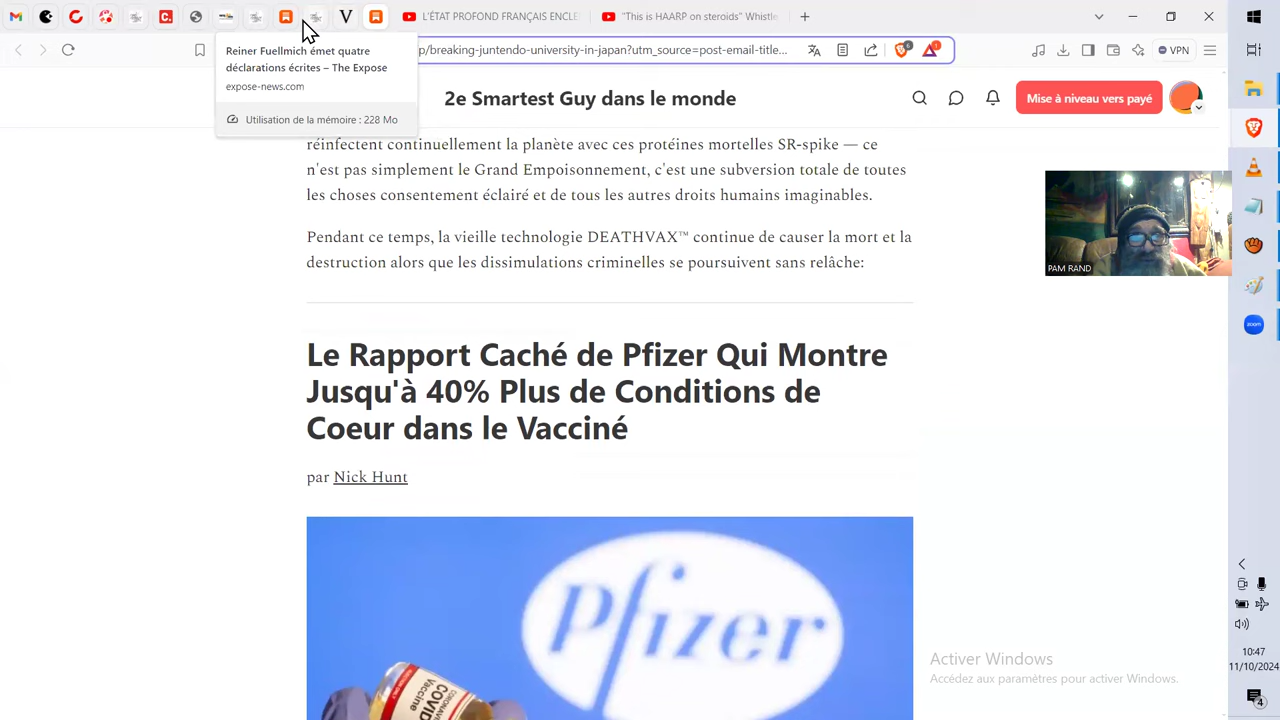 L'ÉTAT PROFOND FRANÇAIS ENCLE
"This is HAARP on steroids" Whistle
p/breaking-juntendo-university-in-japan?utm_source=post-email-title...
VPN
Reiner Fuellmich émet quatre
déclarations écrites – The Expose
expose-news.com
Utilisation de la mémoire : 228 Mo
2e Smartest Guy dans le monde
Mise à niveau vers payé
réinfectent continuellement la planète avec ces protéines mortelles SR-spike — ce
n'est pas simplement le Grand Empoisonnement, c'est une subversion totale de toutes
les choses consentement éclaire et de tous les autres droits humains imaginables.
Pendant ce temps, la vieille technologie DEATHVAX™ continue de causer la mort et la
destruction alors que les dissimulations criminelles se poursuivent sans relâche:
PAM RAND
Le Rapport Caché de Pfizer Qui Montre
Jusqu'à 40% Plus de Conditions de
Coeur dans le Vacciné
par Nick Hunt
Pfizer
COVID
Vaccine
Activer Windows
Accédez aux paramètres pour activer Windows.
zoom
10:47
11/10/2024
4